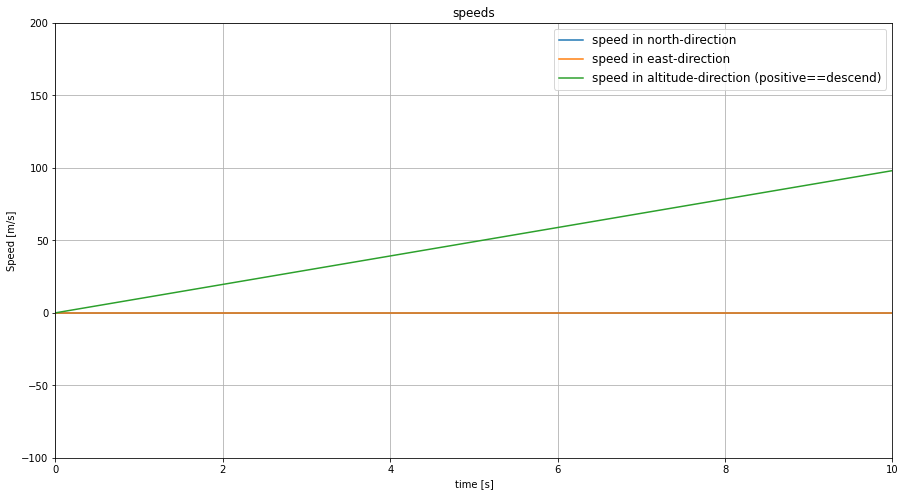 speeds
200
150
100
50
0
−50
−100
Speed [m/s]
speed in north-direction
speed in east-direction
speed in altitude-direction (positive==descend)
0 2 4 6 8 10
time [s]